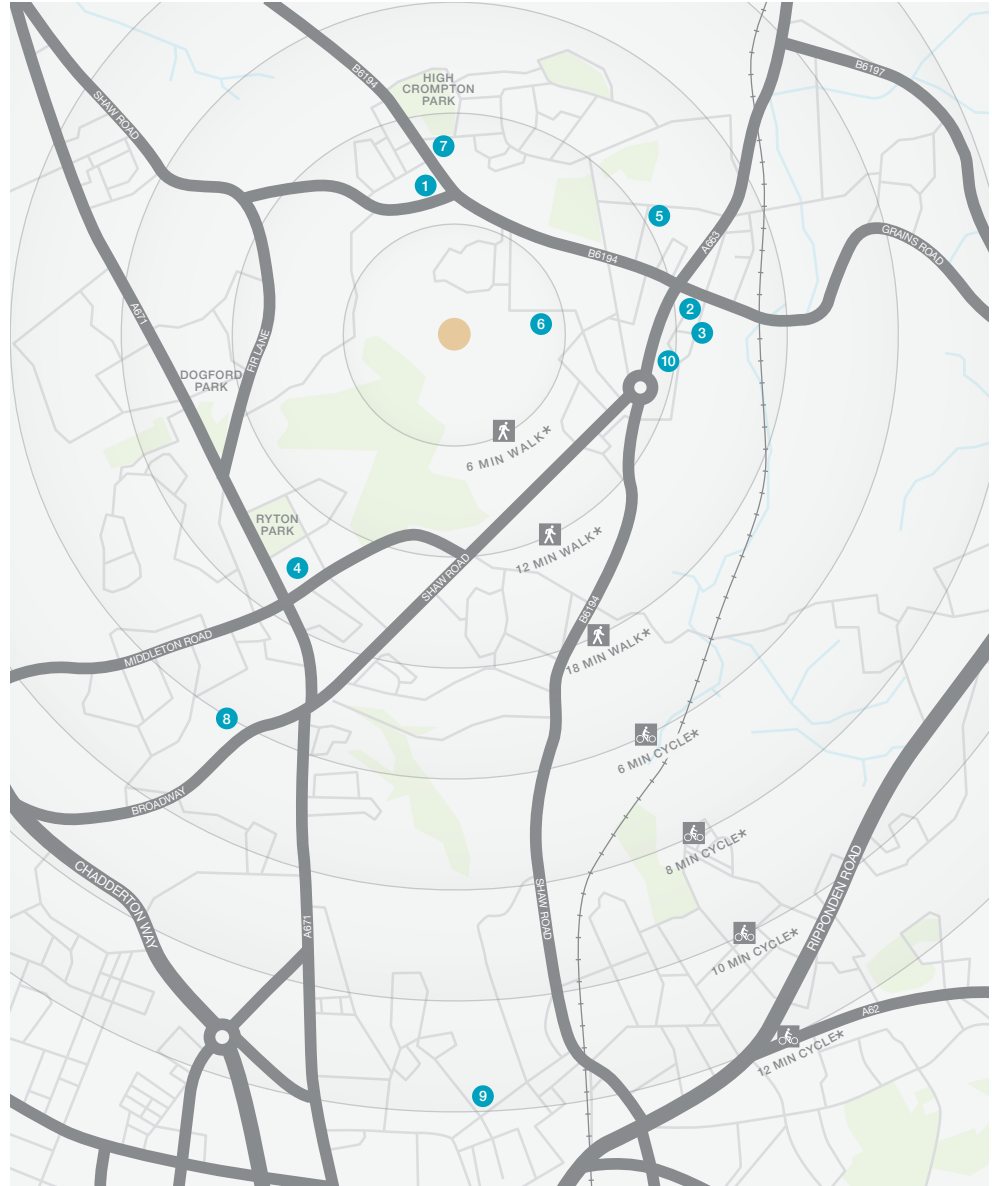 B6197
B6194
HIGH
CROMPTON
PARK
SHAW ROAD
7
1
5
A663
GRAINS ROAD
B6194
2
A671
6
3
FIR LANE
10
DOGFORD
PARK
6 MIN WALK*
RYTON
PARK
12 MIN WALK*
4
SHAW ROAD
B6194
18 MIN WALK*
MIDDLETON ROAD
8
6 MIN CYCLE*
BROADWAY
8 MIN CYCLE*
CHADDERTON WAY
RIPPONDEN ROAD
SHAW ROAD
A671
10 MIN CYCLE*
A62
12 MIN CYCLE*
9